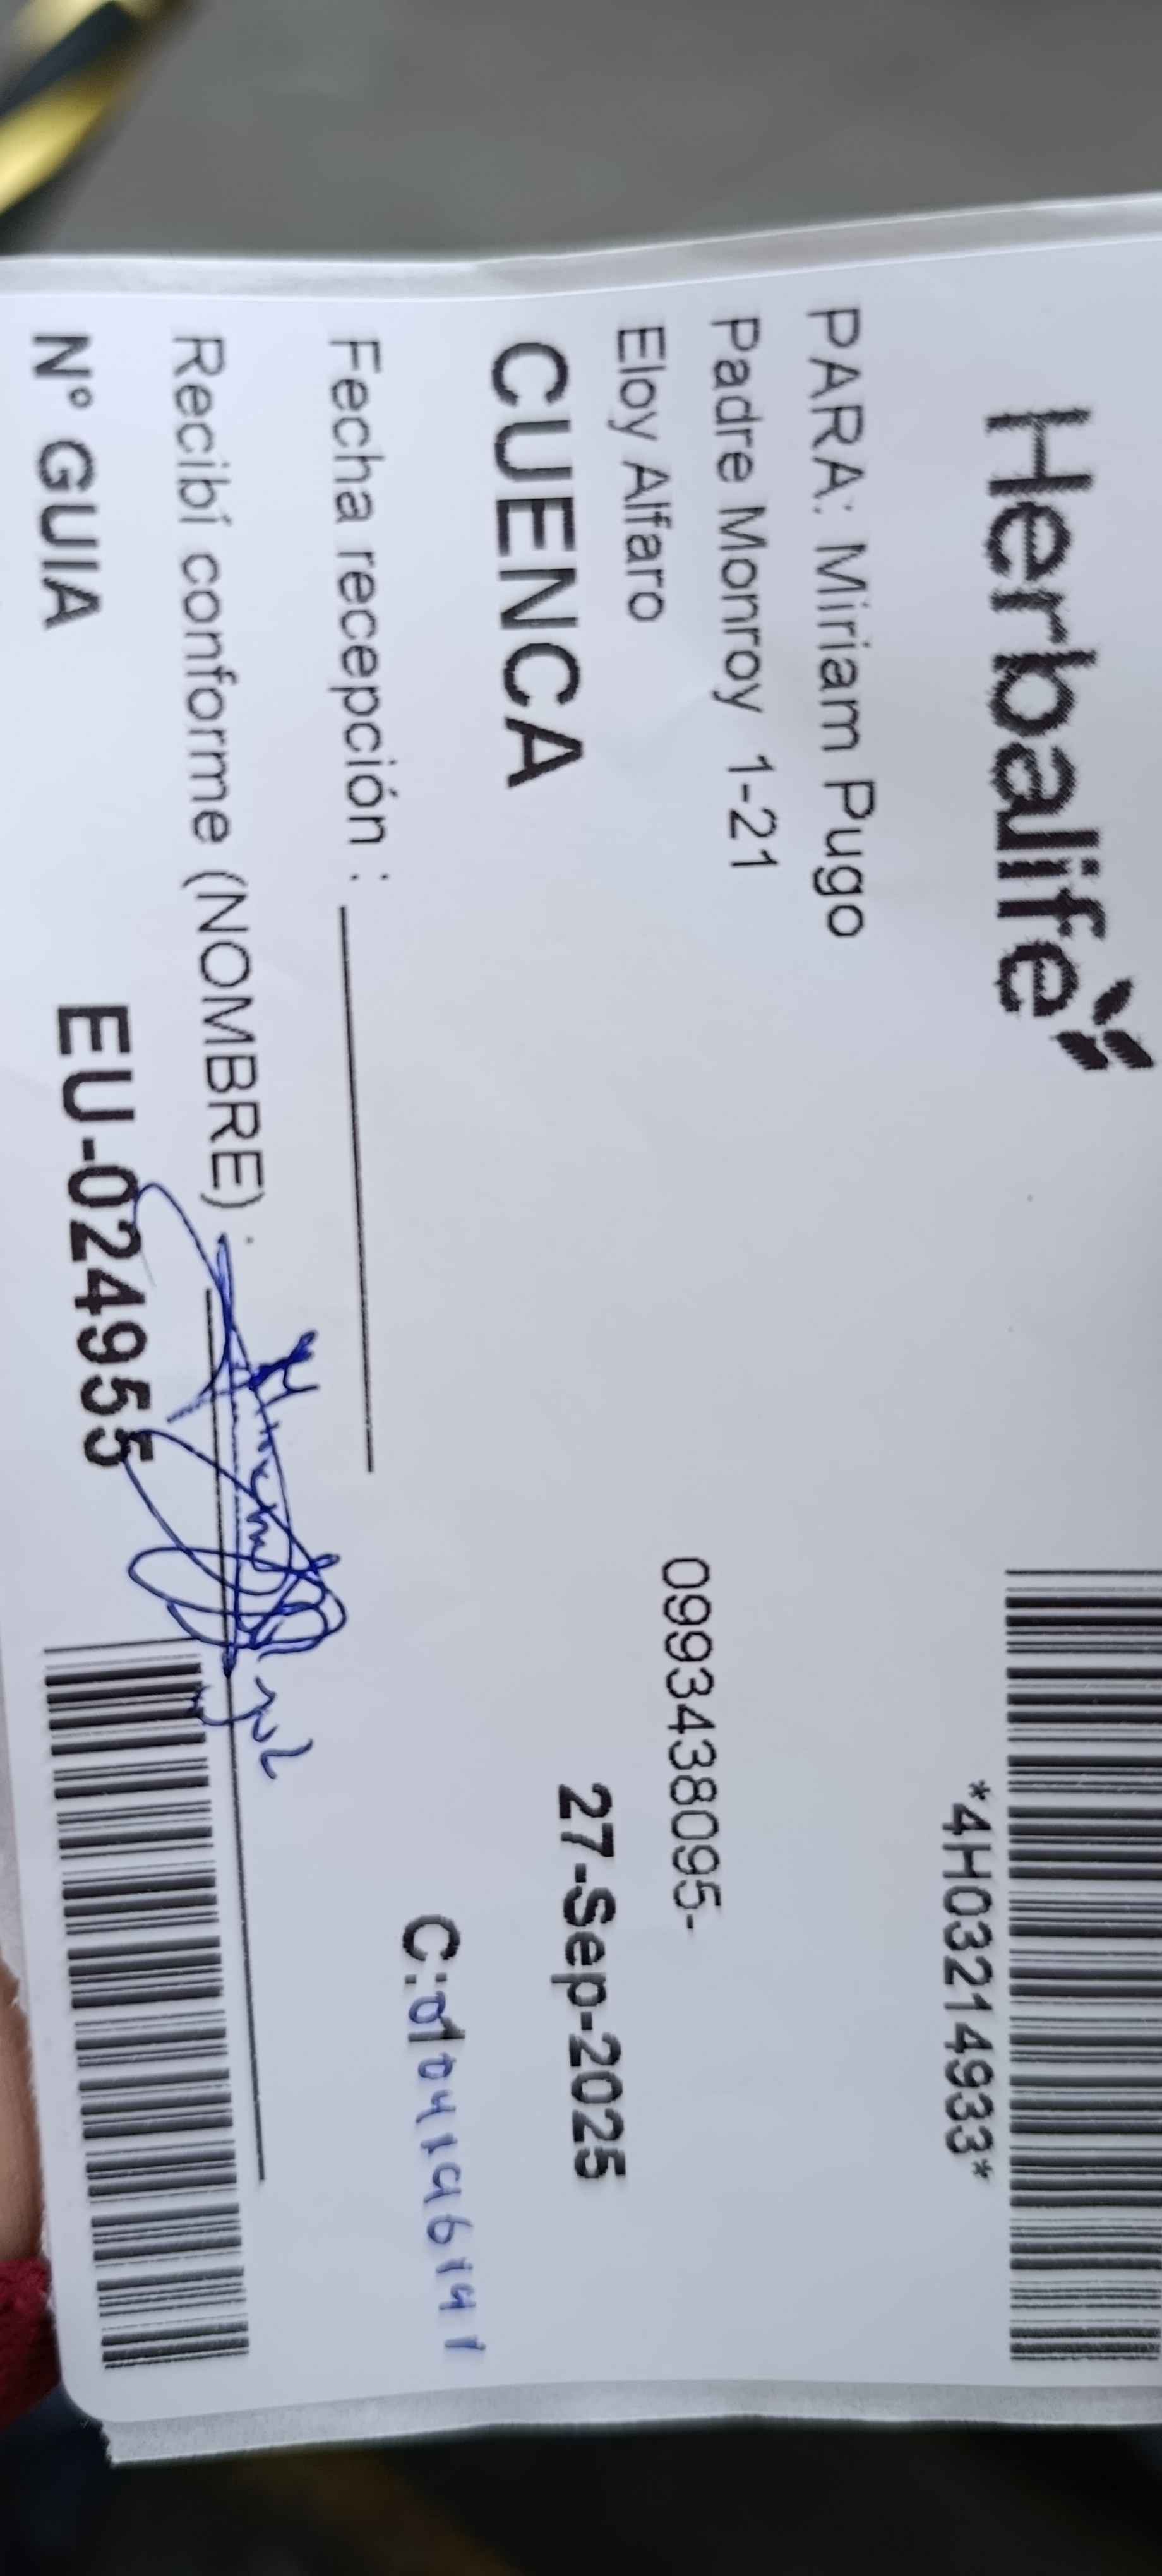 Herbalife
*4H03214933*
PARA: Miriam Pugo
Padre Monroy 1-21
Eloy Alfaro
0993438095-
CUENCA
27-Sep-2025
Fecha recepción :
C:0104196141
Recibí conforme (NOMBRE) :
N° GUIA
EU-024955